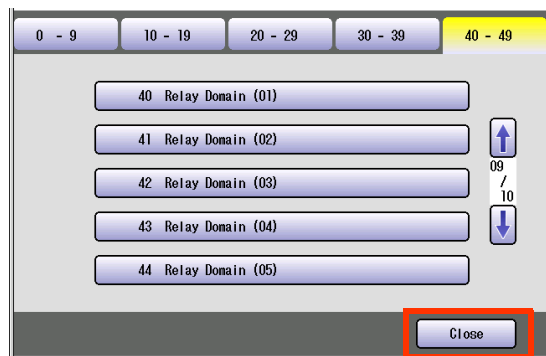 0 - 9 10 - 19 20 - 29 30 - 39 40 - 49
40 Relay Domain (01)
41 Relay Domain (02)
42 Relay Domain (03)
43 Relay Domain (04)
44 Relay Domain (05)
09
/
10
Close